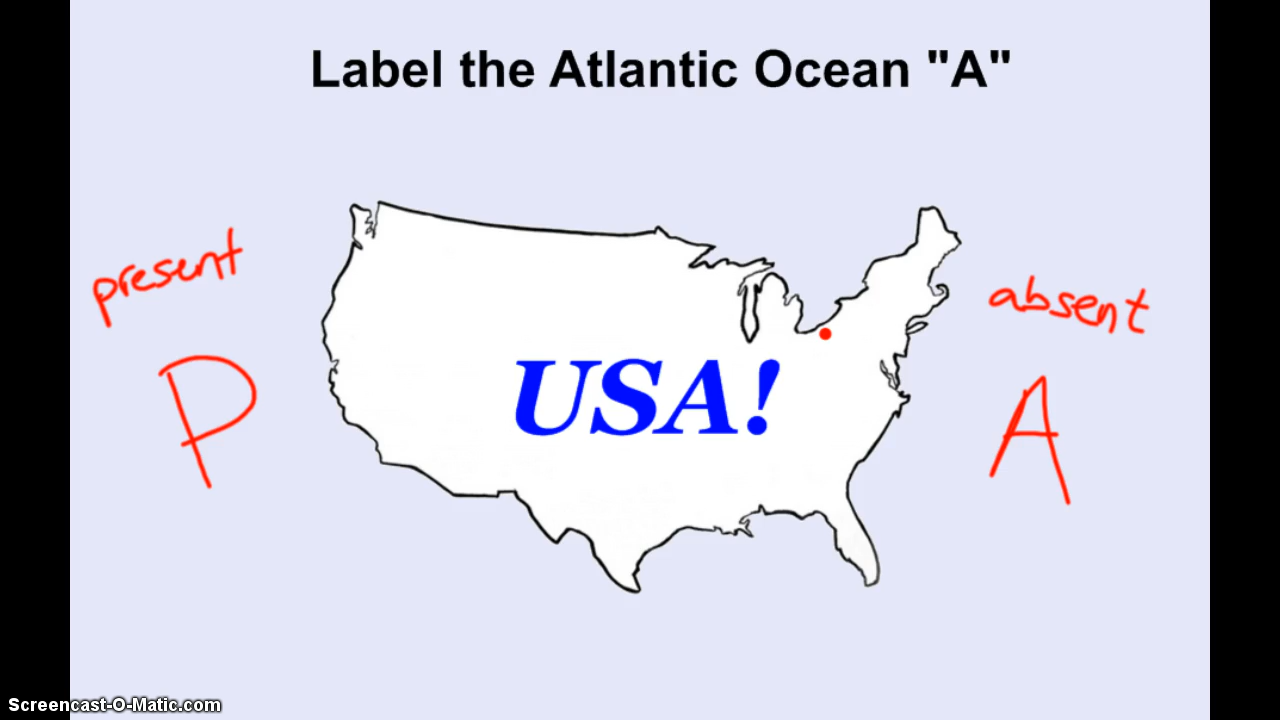 Label the Atlantic Ocean "A"
present
absent
P
USA!
A
Screencast-O-Matic.com